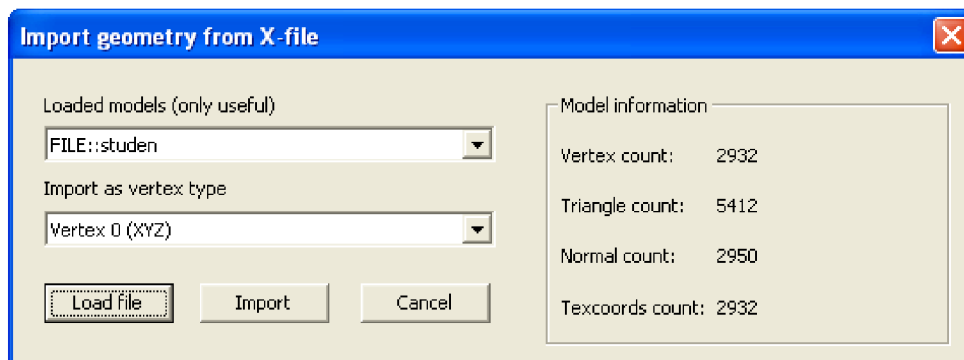 Import geometry from X-file
Loaded models (only useful)
FILE::studen
Import as vertex type
Vertex 0 (XYZ)
Load file
Import
Cancel
Model information
Vertex count: 2932
Triangle count: 5412
Normal count: 2950
Texcoords count: 2932